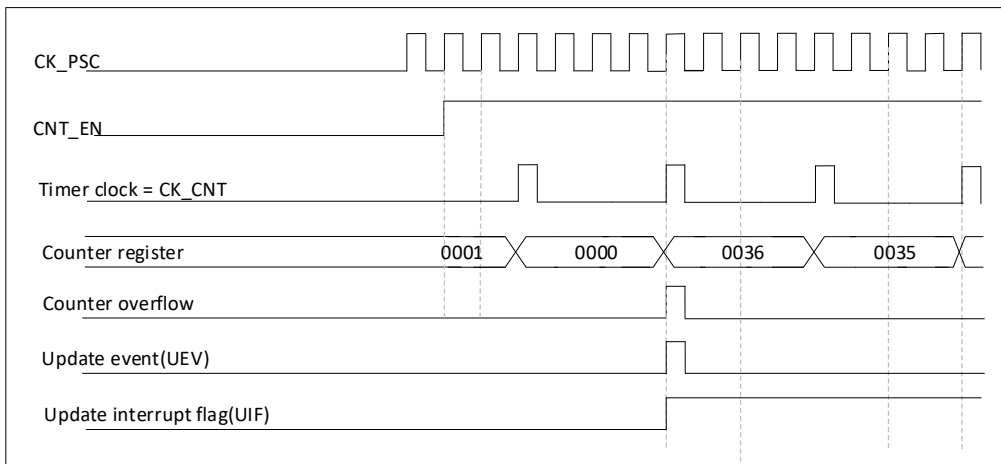 CK_PSC
CNT_EN
Timer clock = CK_CNT
Counter register 0001 0000 0036 0035
Counter overflow
Update event(UEV)
Update interrupt flag(UIF)